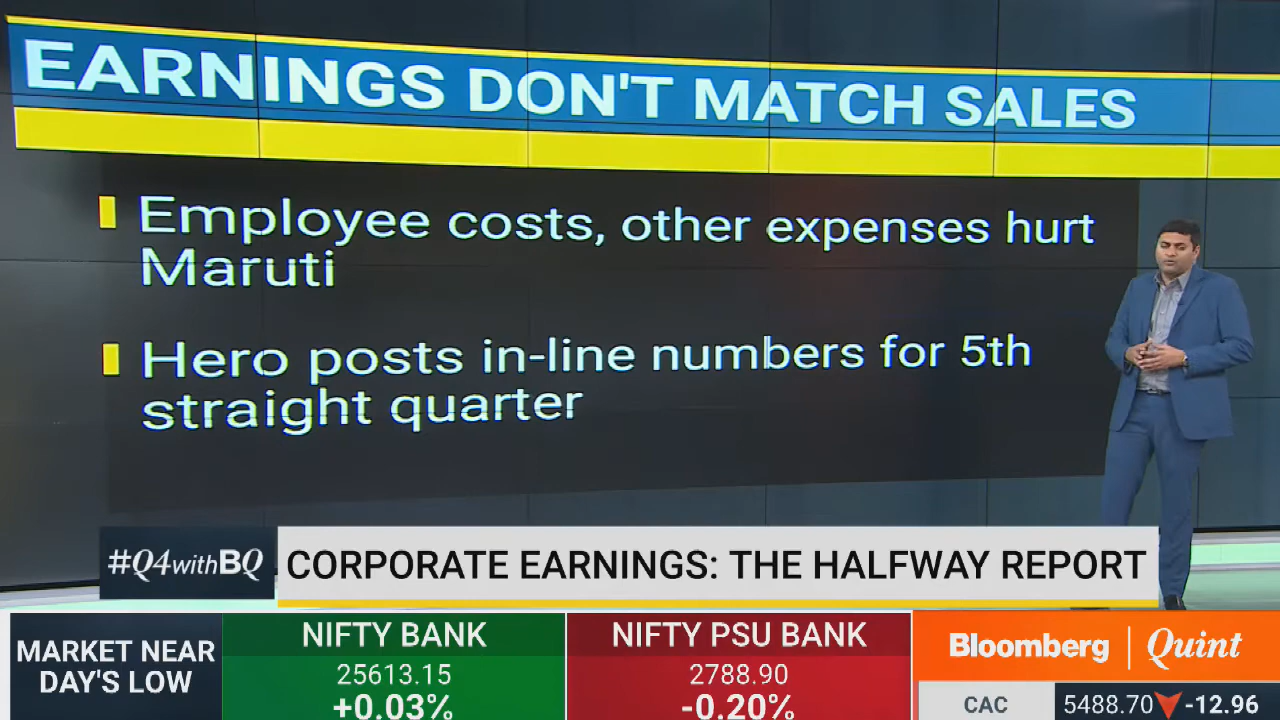 EARNINGS DON'T MATCH SALES
Employee costs, other expenses hurt
Maruti
Hero posts in-line numbers for 5th
straight quarter
#Q4withBQ
CORPORATE EARNINGS: THE HALFWAY REPORT
MARKET NEAR
DAY'S LOW
NIFTY BANK
25613.15
+0.03%
NIFTY PSU BANK
2788.90
-0.20%
Bloomberg | Quint
CAC
5488.70 -12.96